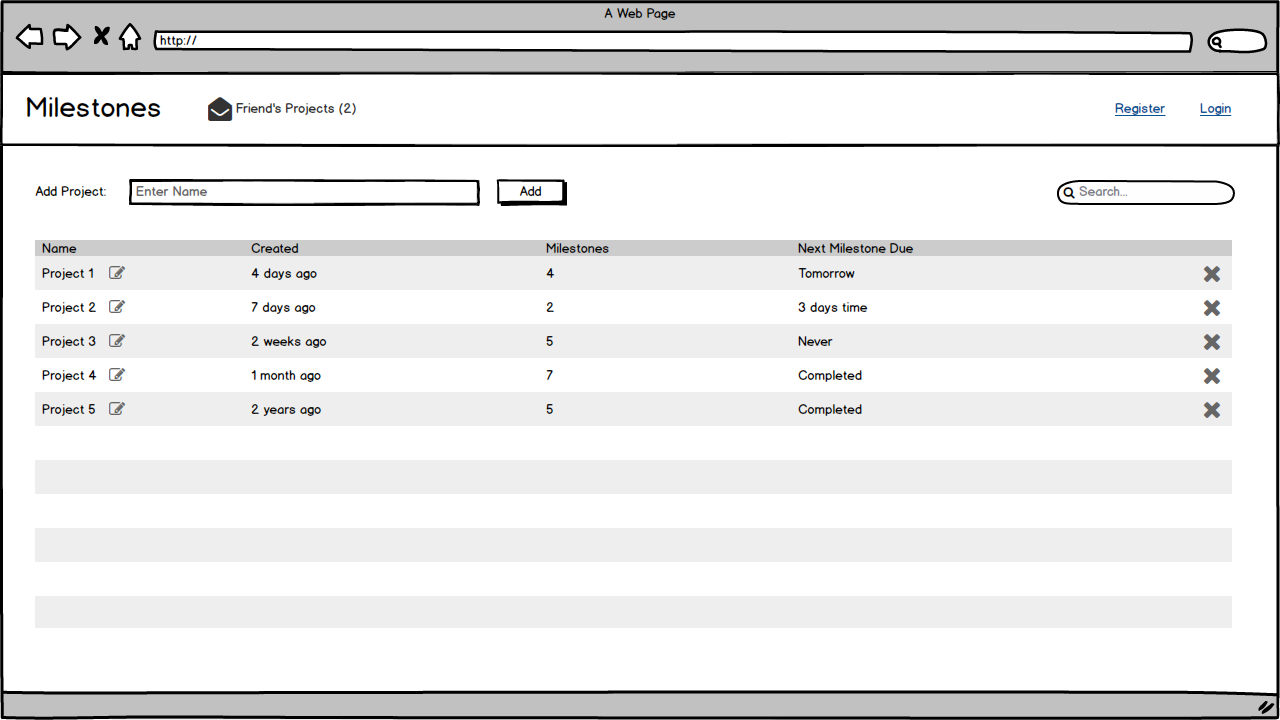 A Web Page
http://
Milestones
Friend's Projects (2)
Register
Login
Add Project:
Enter Name
Add
Search...
Name Created Milestones Next Milestone Due
Project 1 4 days ago 4 Tomorrow
Project 2 7 days ago 2 3 days time
Project 3 2 weeks ago 5 Never
Project 4 1 month ago 7 Completed
Project 5 2 years ago 5 Completed